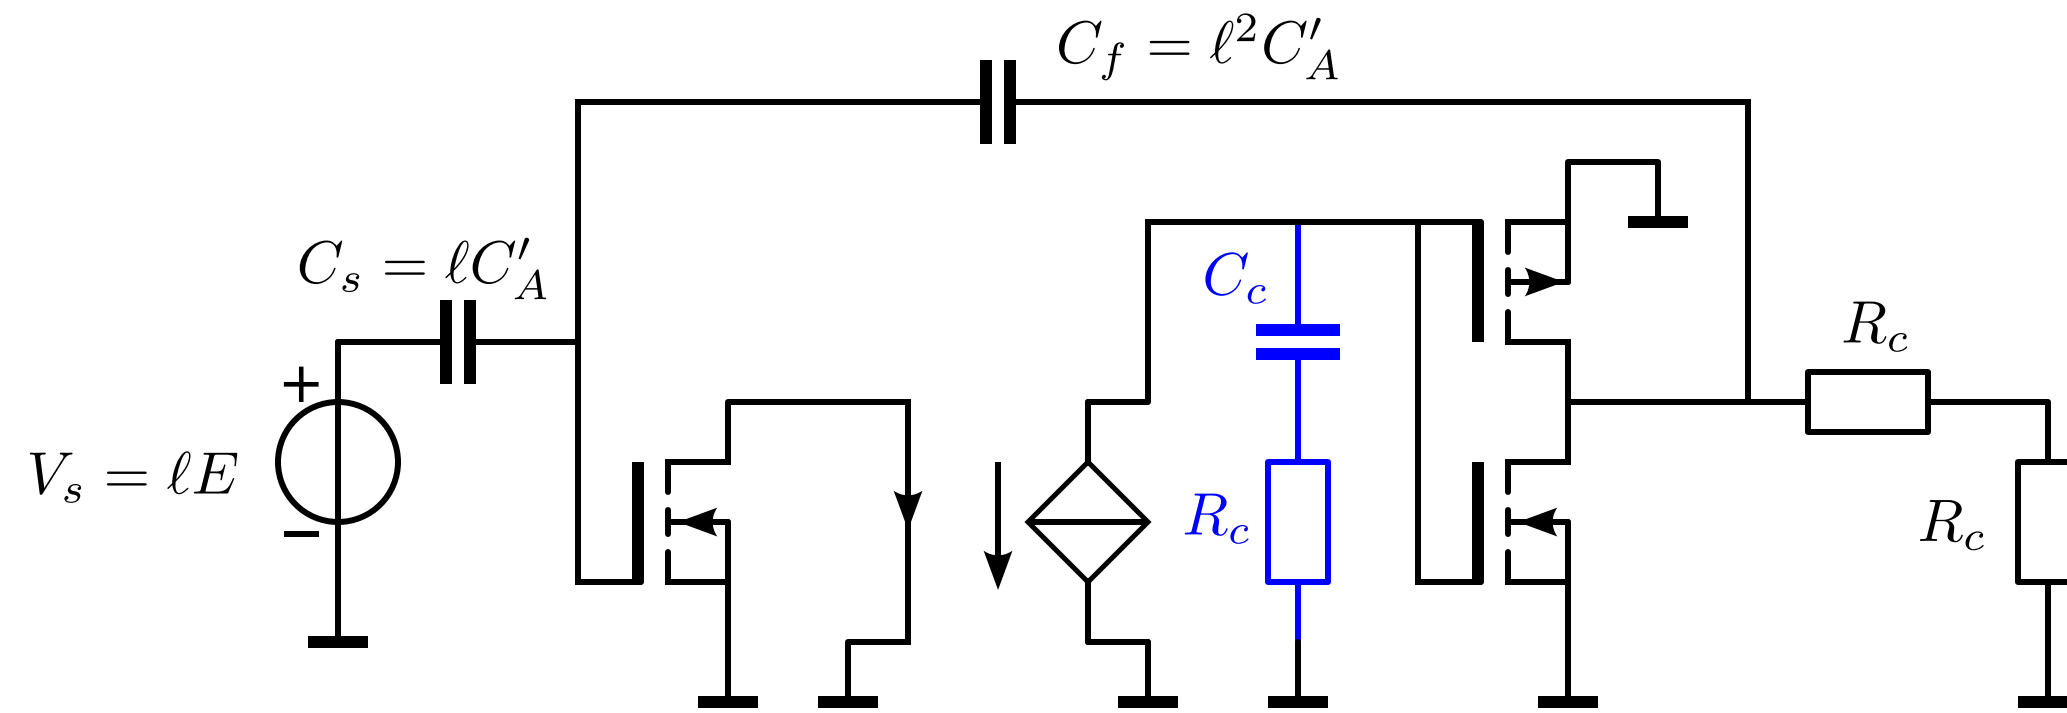 C_f = ℓ²C′_A
C_s = ℓC′_A
C_c
R_c
+
V_s = ℓE
R_c
R_c
−